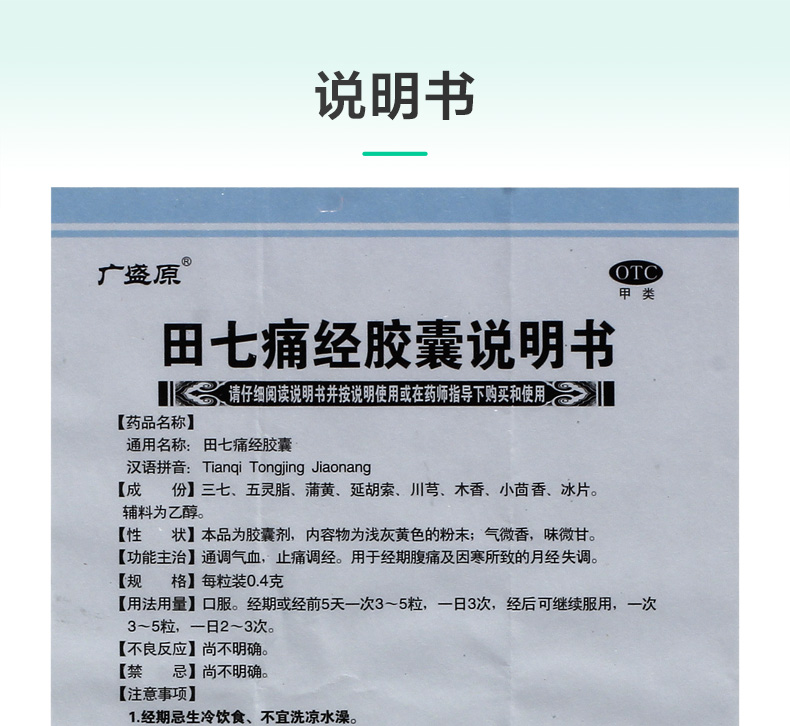 说明书
广盛原®
OTC
甲类
田七痛经胶囊说明书
请仔细阅读说明书并按说明使用或在药师指导下购买和使用
【药品名称】
通用名称：田七痛经胶囊
汉语拼音：Tianqi Tongjing Jiaonang
【成　份】三七、五灵脂、蒲黄、延胡索、川芎、木香、小茴香、冰片。
辅料为乙醇。
【性　状】本品为胶囊剂，内容物为浅灰黄色的粉末；气微香，味微甘。
【功能主治】通调气血，止痛调经。用于经期腹痛及因寒所致的月经失调。
【规　格】每粒装0.4克
【用法用量】口服。经期或经前5天一次3～5粒，一日3次，经后可继续服用，一次
3～5粒，一日2～3次。
【不良反应】尚不明确。
【禁　忌】尚不明确。
【注意事项】
1.经期忌生冷饮食、不宜洗凉水澡。